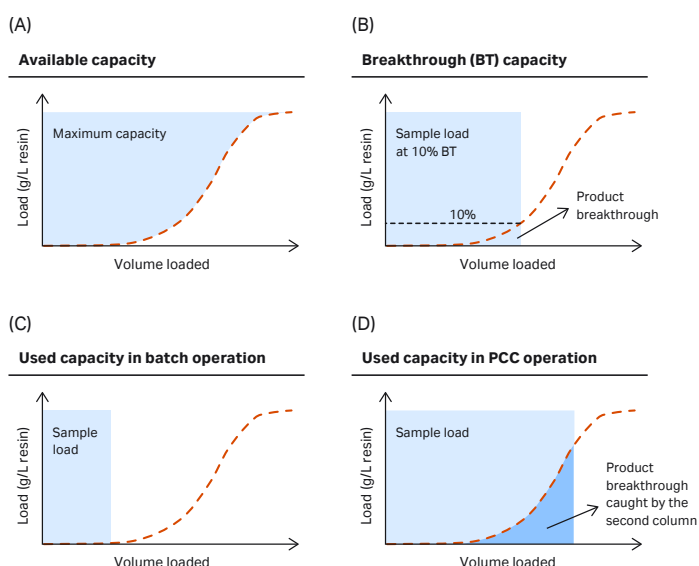 (A)
Available capacity
Load (g/L resin)
Maximum capacity
Volume loaded
(B)
Breakthrough (BT) capacity
Load (g/L resin)
Sample load
at 10% BT
10%
Product
breakthrough
Volume loaded
(C)
Used capacity in batch operation
Load (g/L resin)
Sample
load
Volume loaded
(D)
Used capacity in PCC operation
Load (g/L resin)
Sample load
Product
breakthrough
caught by the
second column
Volume loaded